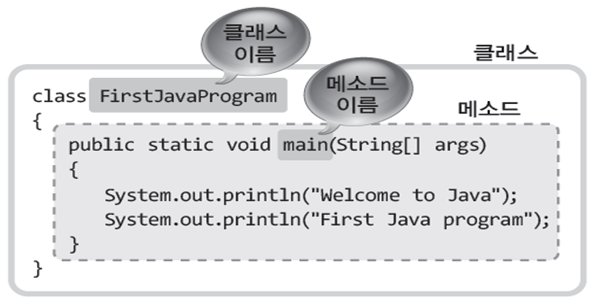 클래스
이름
클래스
class FirstJavaProgram
메소드
이름
메소드
{
public static void main(String[] args)
{
System.out.println("Welcome to Java");
System.out.println("First Java program");
}
}